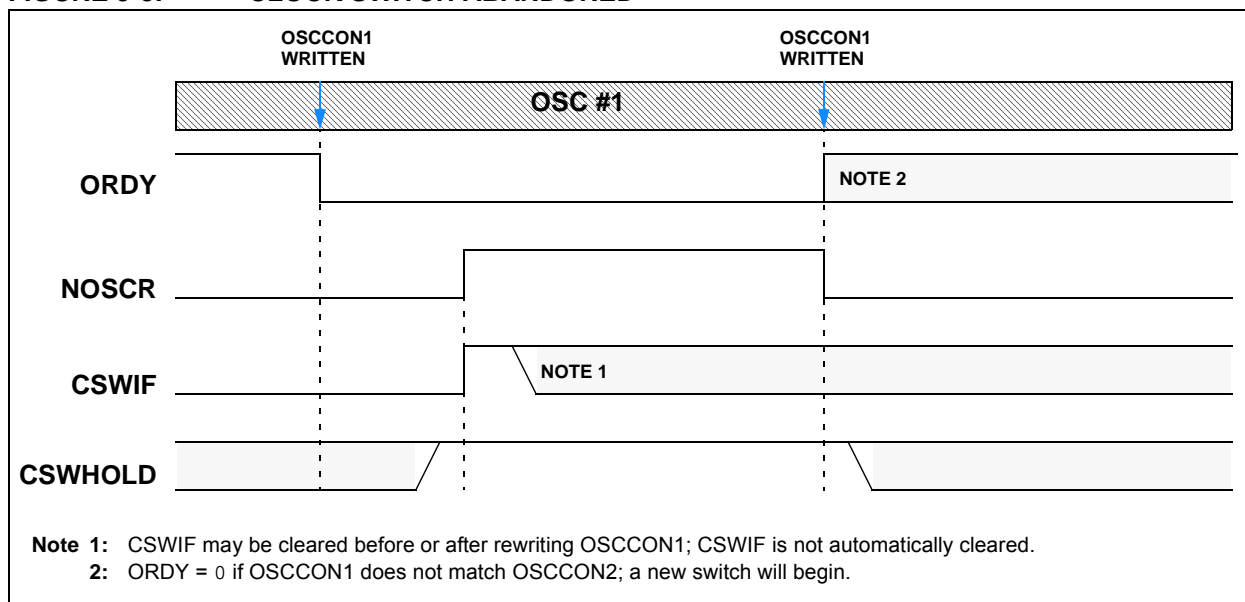 OSCCON1
WRITTEN
OSCCON1
WRITTEN
OSC #1
ORDY
NOTE 2
NOSCR
CSWIF
NOTE 1
CSWHOLD
Note 1: CSWIF may be cleared before or after rewriting OSCCON1; CSWIF is not automatically cleared.
2: ORDY = 0 if OSCCON1 does not match OSCCON2; a new switch will begin.